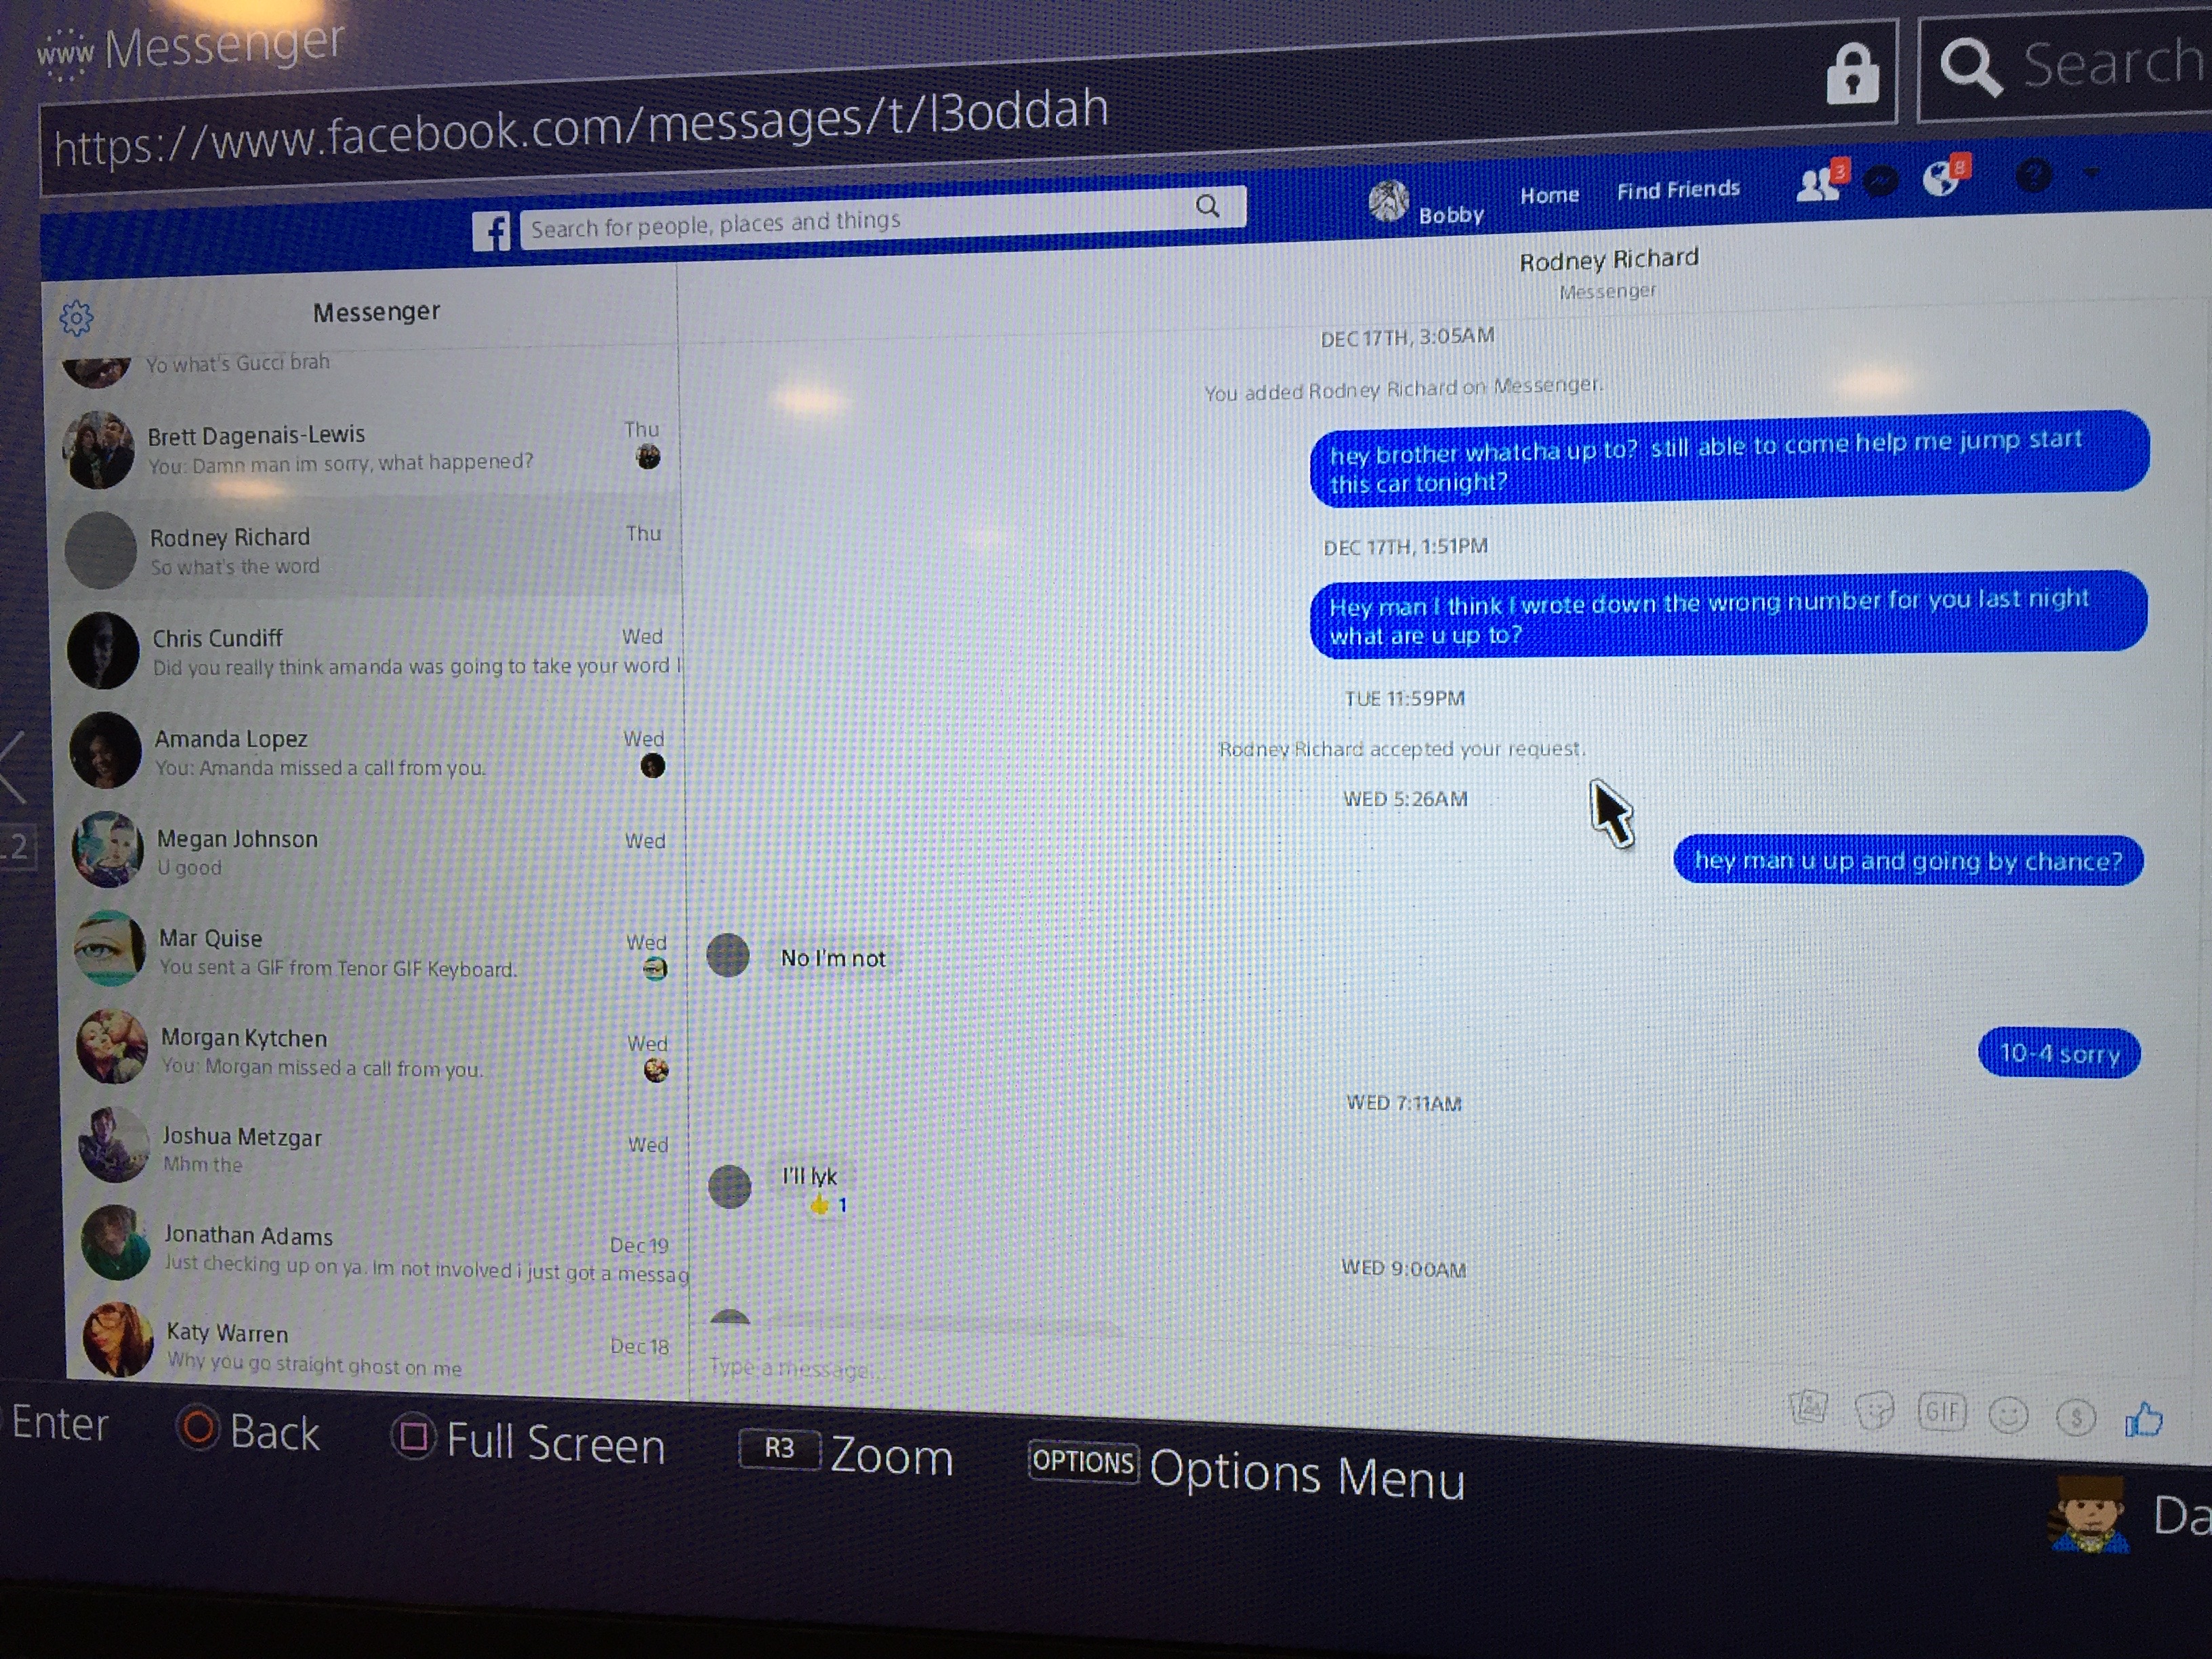 www Messenger
https://www.facebook.com/messages/t/l3oddah
Search
f
Search for people, places and things
Bobby
Home
Find Friends
3
8
?
Messenger
Yo what's Gucci brah
Brett Dagenais-Lewis
Thu
You: Damn man im sorry, what happened?
Rodney Richard
Thu
So what's the word
Chris Cundiff
Wed
Did you really think amanda was going to take your word l
Amanda Lopez
Wed
You: Amanda missed a call from you.
Megan Johnson
Wed
U good
Mar Quise
Wed
You sent a GIF from Tenor GIF Keyboard.
Morgan Kytchen
Wed
You: Morgan missed a call from you.
Joshua Metzgar
Wed
Mhm the
Jonathan Adams
Dec 19
Just checking up on ya. Im not involved i just got a messag
Katy Warren
Dec 18
Why you go straight ghost on me
Rodney Richard
Messenger
DEC 17TH, 3:05AM
You added Rodney Richard on Messenger.
hey brother whatcha up to? still able to come help me jump start
this car tonight?
DEC 17TH, 1:51PM
Hey man I think I wrote down the wrong number for you last night
what are u up to?
TUE 11:59PM
Rodney Richard accepted your request.
WED 5:26AM
hey man u up and going by chance?
No I'm not
10-4 sorry
WED 7:11AM
I'll lyk
1
WED 9:00AM
Type a message...
GIF
$
L2
Enter
Back
Full Screen
R3 Zoom
OPTIONS Options Menu
Da